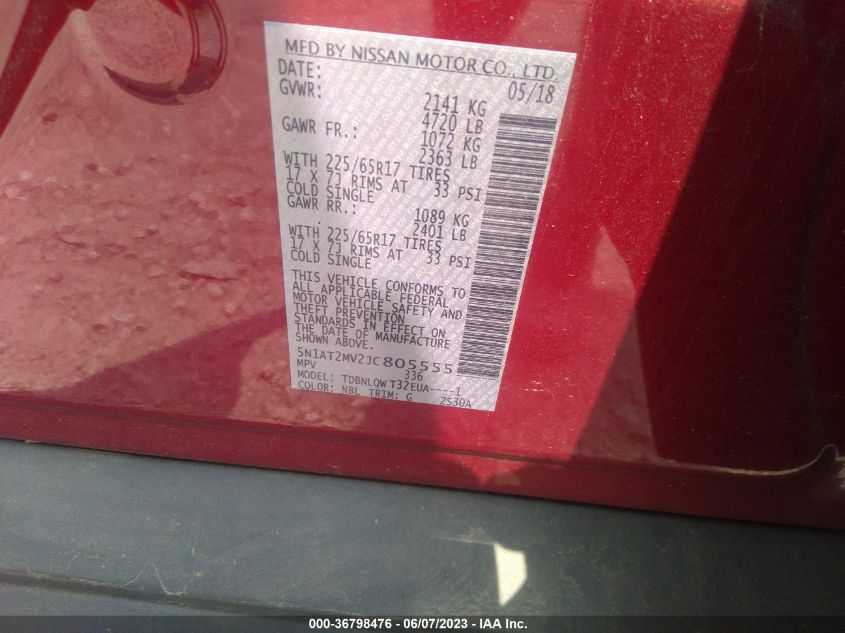 MFD BY NISSAN MOTOR CO., LTD.
DATE: 05/18
GVWR: 2141 KG
4720 LB
GAWR FR.: 1072 KG
2363 LB
WITH 225/65R17 TIRES
17 X 7J RIMS AT 33 PSI
COLD SINGLE
GAWR RR.: 1089 KG
: 2401 LB
WITH 225/65R17 TIRES
17 X 7J RIMS AT 33 PSI
COLD SINGLE
THIS VEHICLE CONFORMS TO
ALL APPLICABLE FEDERAL
MOTOR VEHICLE SAFETY AND
THEFT PREVENTION
STANDARDS IN EFFECT ON
THE DATE OF MANUFACTURE
SHOWN ABOVE.
5N1AT2MV2JC805555
MPV 336
MODEL: TDBNLQW T32EUA----1
COLOR: NBL TRIM: G ZS30A
000-36798476 - 06/07/2023 - IAA Inc.